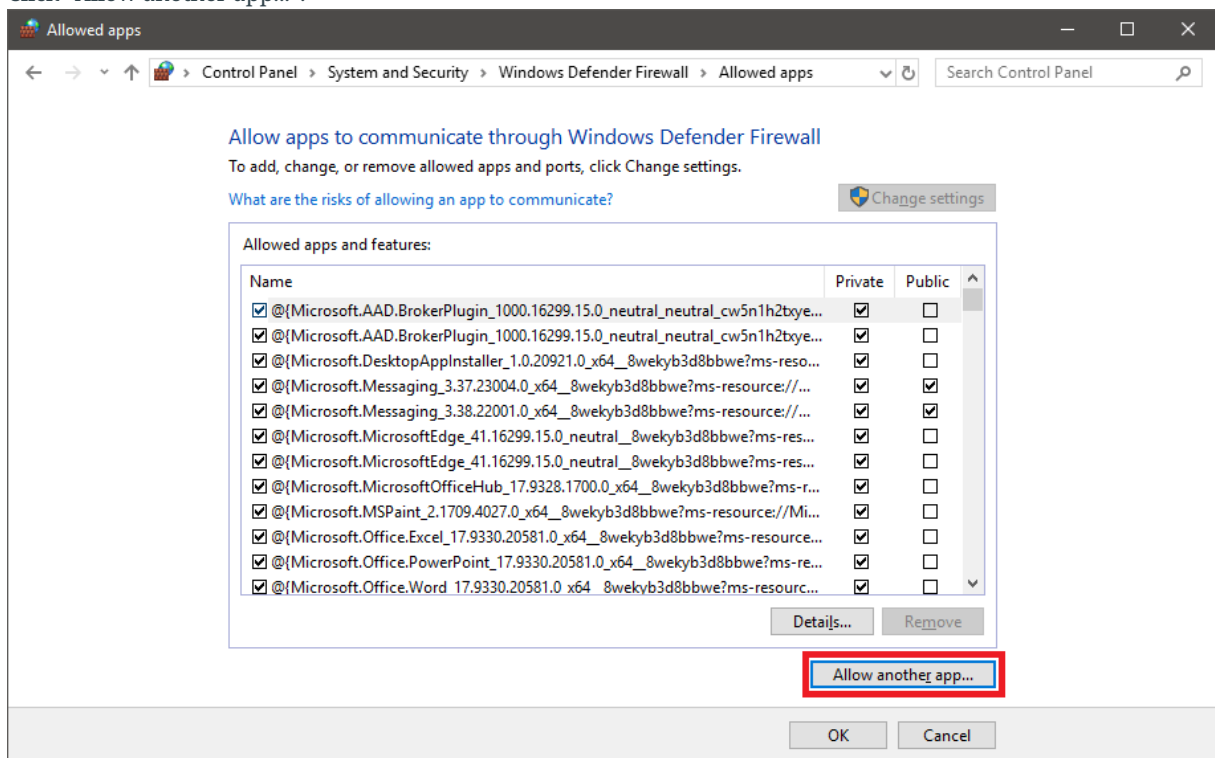 click "Allow another app...".
Allowed apps
Control Panel > System and Security > Windows Defender Firewall > Allowed apps
Search Control Panel
Allow apps to communicate through Windows Defender Firewall
To add, change, or remove allowed apps and ports, click Change settings.
What are the risks of allowing an app to communicate?
Change settings
Allowed apps and features:
Name Private Public
@{Microsoft.AAD.BrokerPlugin_1000.16299.15.0_neutral_neutral_cw5n1h2txye...
@{Microsoft.AAD.BrokerPlugin_1000.16299.15.0_neutral_neutral_cw5n1h2txye...
@{Microsoft.DesktopAppInstaller_1.0.20921.0_x64__8wekyb3d8bbwe?ms-reso...
@{Microsoft.Messaging_3.37.23004.0_x64__8wekyb3d8bbwe?ms-resource://...
@{Microsoft.Messaging_3.38.22001.0_x64__8wekyb3d8bbwe?ms-resource://...
@{Microsoft.MicrosoftEdge_41.16299.15.0_neutral__8wekyb3d8bbwe?ms-res...
@{Microsoft.MicrosoftEdge_41.16299.15.0_neutral__8wekyb3d8bbwe?ms-res...
@{Microsoft.MicrosoftOfficeHub_17.9328.1700.0_x64__8wekyb3d8bbwe?ms-r...
@{Microsoft.MSPaint_2.1709.4027.0_x64__8wekyb3d8bbwe?ms-resource://Mi...
@{Microsoft.Office.Excel_17.9330.20581.0_x64__8wekyb3d8bbwe?ms-resource...
@{Microsoft.Office.PowerPoint_17.9330.20581.0_x64__8wekyb3d8bbwe?ms-re...
@{Microsoft.Office.Word_17.9330.20581.0_x64__8wekyb3d8bbwe?ms-resourc...
Details... Remove
Allow another app...
OK Cancel